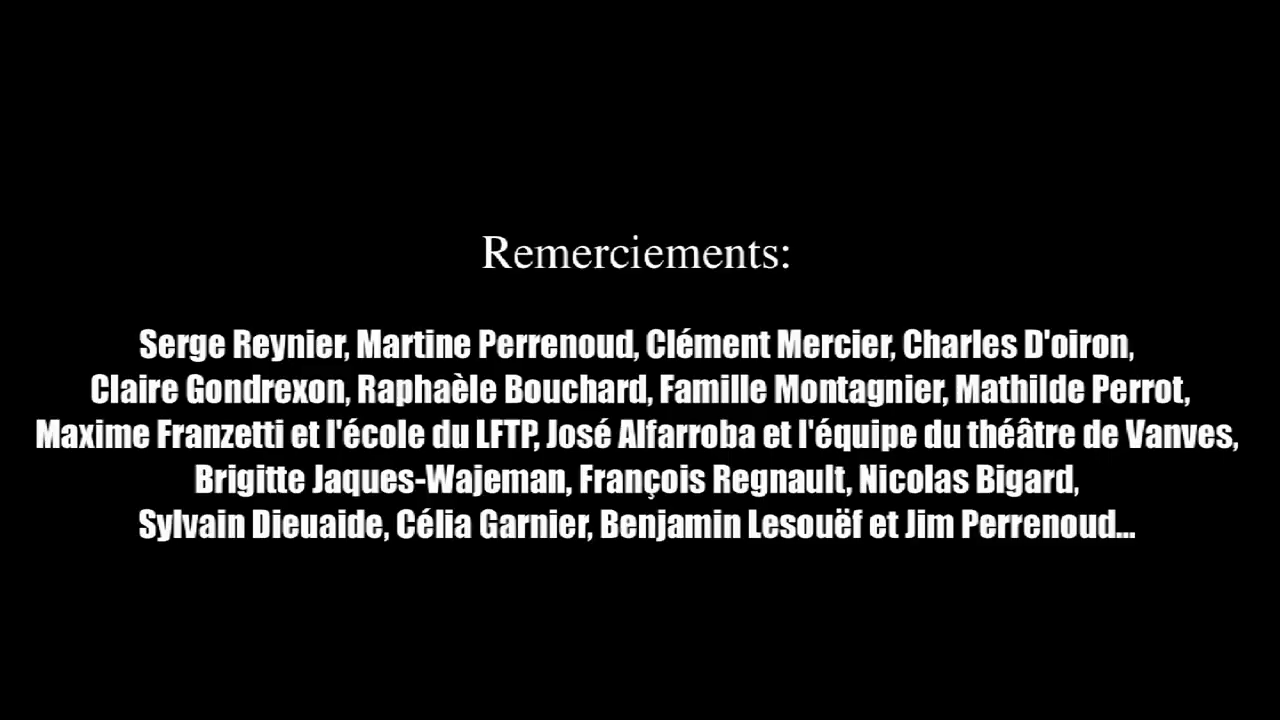 Remerciements:
Serge Reynier, Martine Perrenoud, Clément Mercier, Charles D'oiron,
Claire Gondrexon, Raphaèle Bouchard, Famille Montagnier, Mathilde Perrot,
Maxime Franzetti et l'école du LFTP, José Alfarroba et l'équipe du théâtre de Vanves,
Brigitte Jaques-Wajeman, François Regnault, Nicolas Bigard,
Sylvain Dieuaide, Célia Garnier, Benjamin Lesouëf et Jim Perrenoud...